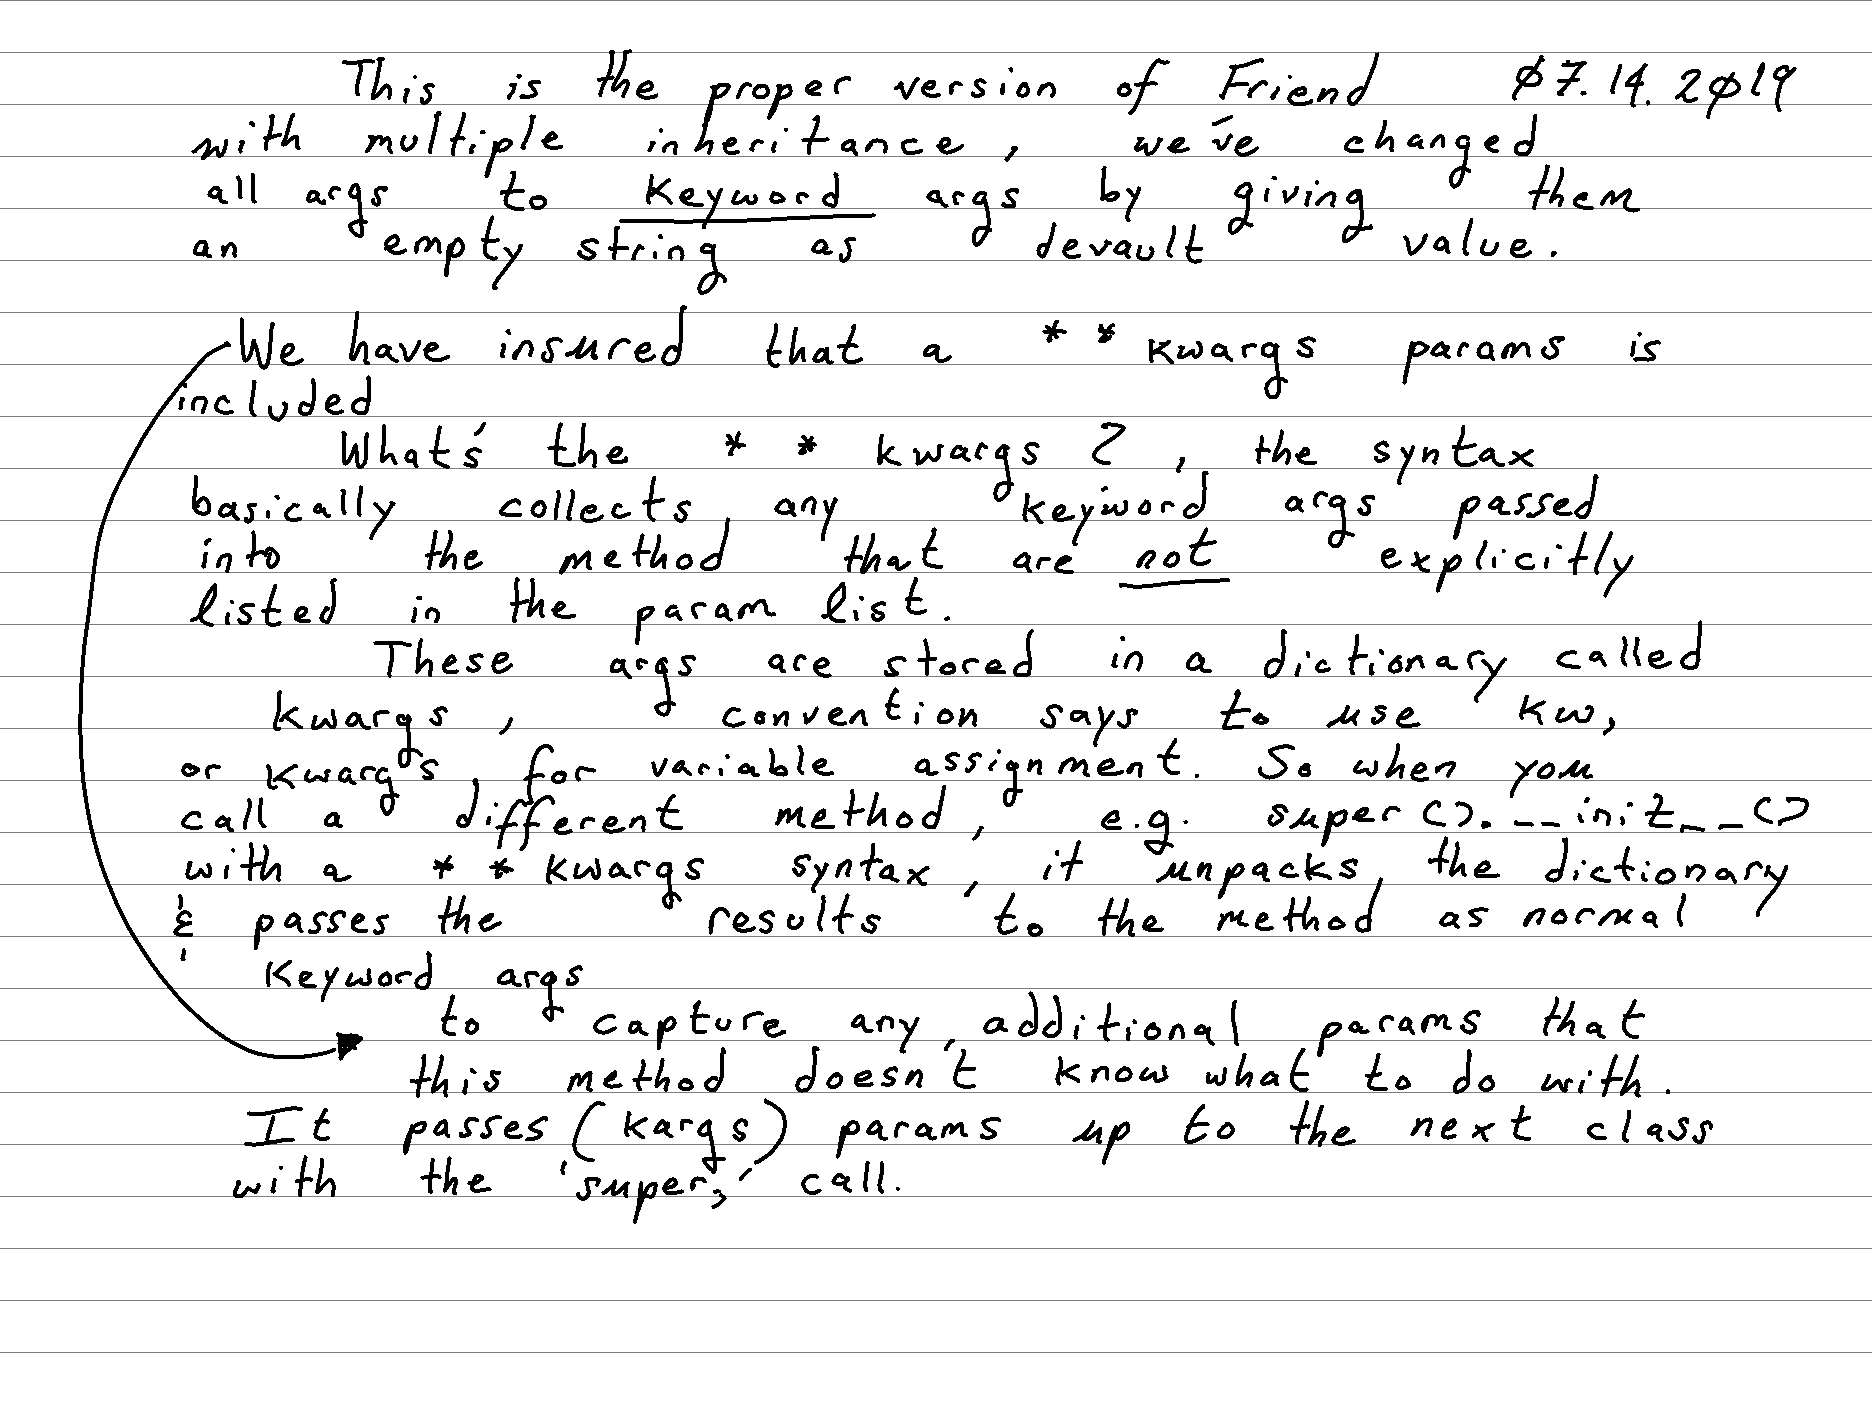 This is the proper version of Friend Ø7.14.2Ø19
with multiple inheritance, we've changed
all args to keyword args by giving them
an empty string as devault value.
We have insured that a **kwargs params is
included
What's the **kwargs?, the syntax
basically collects any keyword args passed
into the method that are not explicitly
listed in the param list.
These args are stored in a dictionary called
kwargs, convention says to use kw,
or kwargs, for variable assignment. So when you
call a different method, e.g. super().__init__()
with a **kwargs syntax, it unpacks the dictionary
& passes the results to the method as normal
keyword args
to capture any additional params that
this method doesn't know what to do with.
It passes (kargs) params up to the next class
with the 'super,' call.